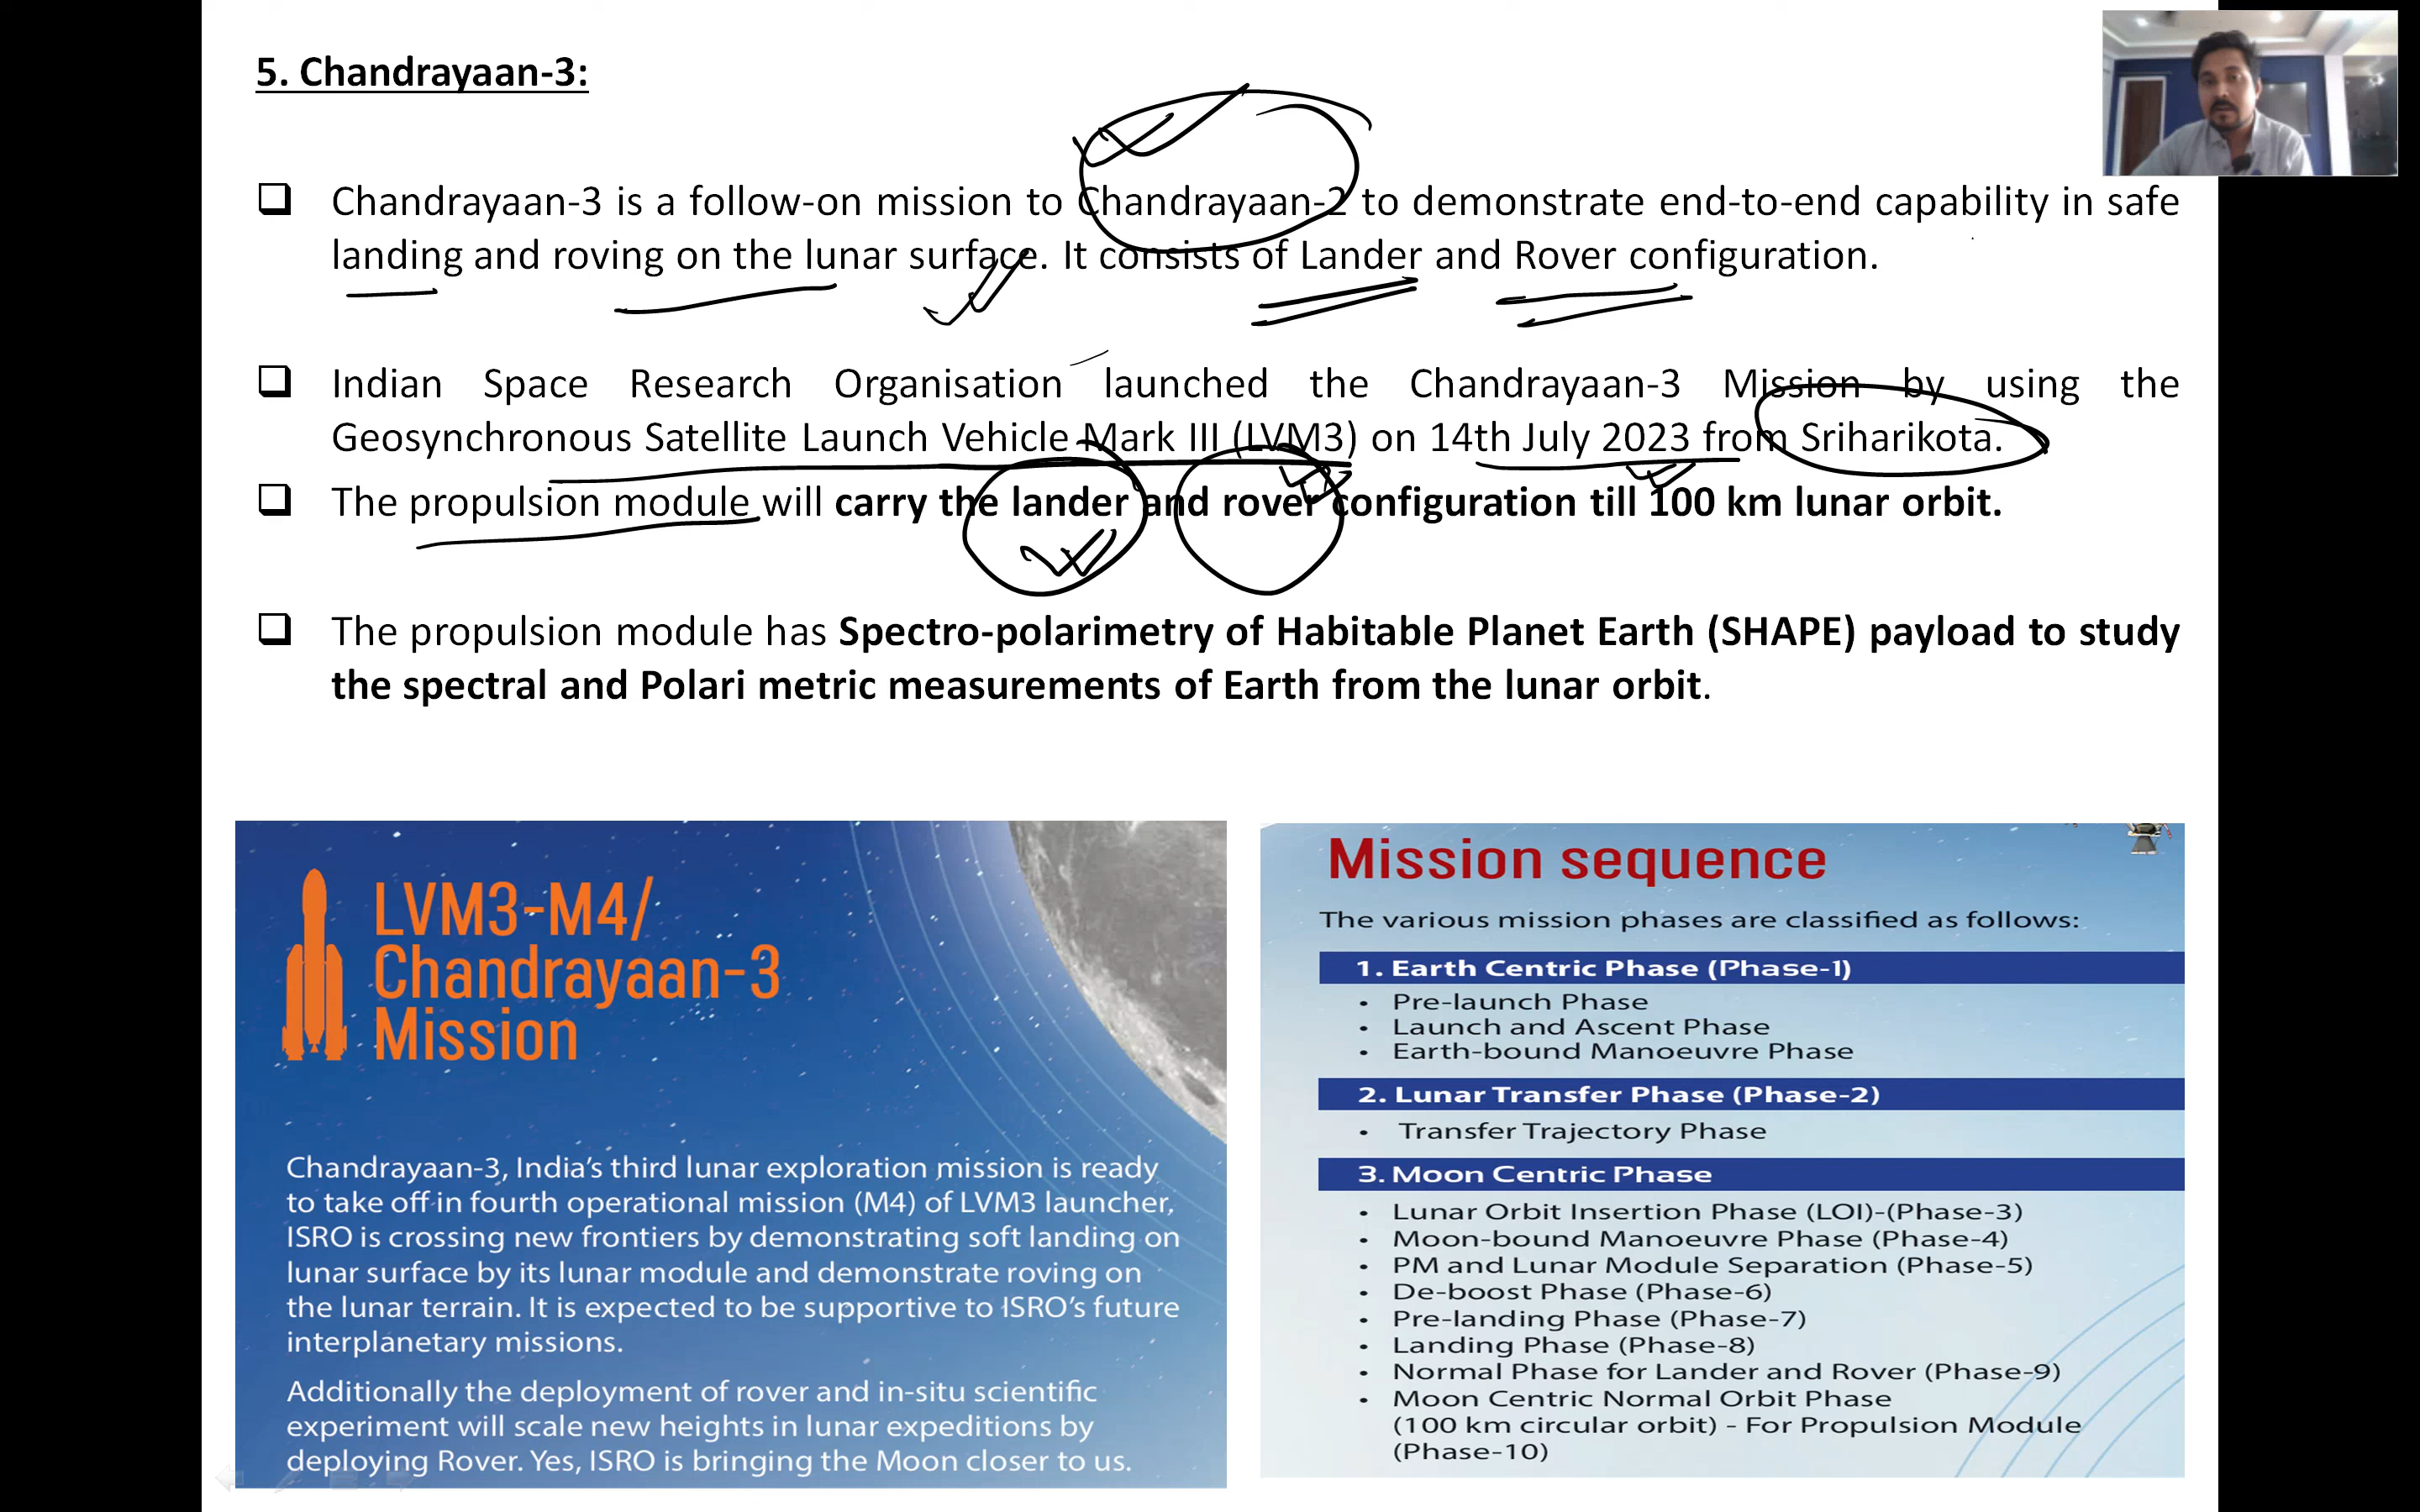 5. Chandrayaan-3:
Chandrayaan-3 is a follow-on mission to Chandrayaan-2 to demonstrate end-to-end capability in safe
landing and roving on the lunar surface. It consists of Lander and Rover configuration.
Indian Space Research Organisation launched the Chandrayaan-3 Mission by using the
Geosynchronous Satellite Launch Vehicle Mark III (LVM3) on 14th July 2023 from Sriharikota.
The propulsion module will carry the lander and rover configuration till 100 km lunar orbit.
The propulsion module has Spectro-polarimetry of Habitable Planet Earth (SHAPE) payload to study
the spectral and Polari metric measurements of Earth from the lunar orbit.
LVM3-M4/
Chandrayaan-3
Mission
Chandrayaan-3, India's third lunar exploration mission is ready
to take off in fourth operational mission (M4) of LVM3 launcher,
ISRO is crossing new frontiers by demonstrating soft landing on
lunar surface by its lunar module and demonstrate roving on
the lunar terrain. It is expected to be supportive to ISRO's future
interplanetary missions.
Additionally the deployment of rover and in-situ scientific
experiment will scale new heights in lunar expeditions by
deploying Rover. Yes, ISRO is bringing the Moon closer to us.
Mission sequence
The various mission phases are classified as follows:
1. Earth Centric Phase (Phase-1)
• Pre-launch Phase
• Launch and Ascent Phase
• Earth-bound Manoeuvre Phase
2. Lunar Transfer Phase (Phase-2)
• Transfer Trajectory Phase
3. Moon Centric Phase
• Lunar Orbit Insertion Phase (LOI)-(Phase-3)
• Moon-bound Manoeuvre Phase (Phase-4)
• PM and Lunar Module Separation (Phase-5)
• De-boost Phase (Phase-6)
• Pre-landing Phase (Phase-7)
• Landing Phase (Phase-8)
• Normal Phase for Lander and Rover (Phase-9)
• Moon Centric Normal Orbit Phase
(100 km circular orbit) - For Propulsion Module
(Phase-10)